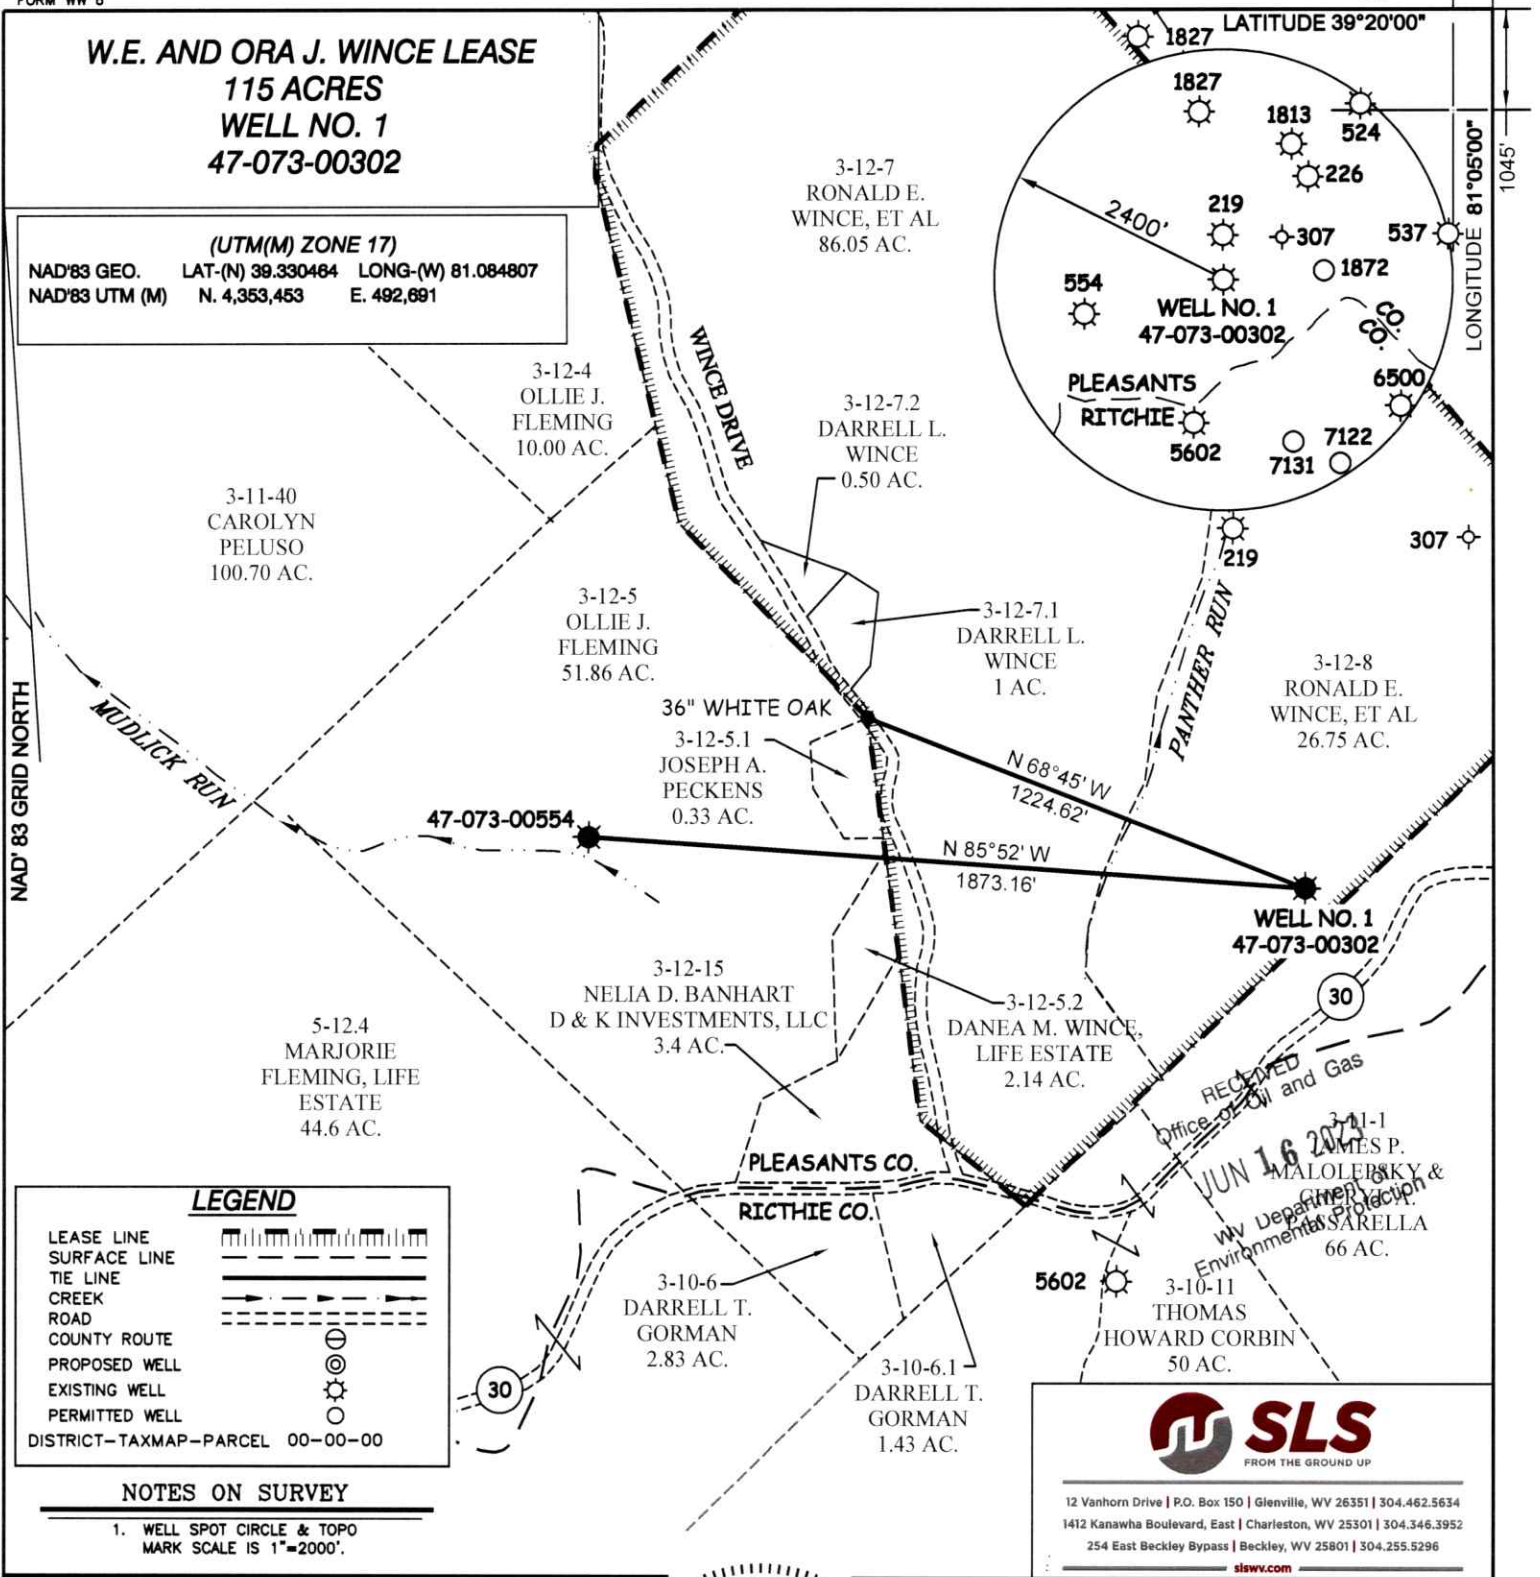 FORM WW-6
W.E. AND ORA J. WINCE LEASE
115 ACRES
WELL NO. 1
47-073-00302
(UTM(M) ZONE 17)
NAD'83 GEO. LAT-(N) 39.330464 LONG-(W) 81.084807
NAD'83 UTM (M) N. 4,353,453 E. 492,691
LATITUDE 39°20'00"
1045'
LONGITUDE 81°05'00"
1827
1827
1813
524
226
219
307
537
2400'
1872
554
WELL NO. 1
47-073-00302
CO.
CO.
PLEASANTS
RITCHIE
6500
5602
7131
7122
219
307
3-12-7
RONALD E.
WINCE, ET AL
86.05 AC.
WINCE DRIVE
3-12-4
OLLIE J.
FLEMING
10.00 AC.
3-12-7.2
DARRELL L.
WINCE
0.50 AC.
3-11-40
CAROLYN
PELUSO
100.70 AC.
3-12-5
OLLIE J.
FLEMING
51.86 AC.
3-12-7.1
DARRELL L.
WINCE
1 AC.
PANTHER RUN
3-12-8
RONALD E.
WINCE, ET AL
26.75 AC.
NAD' 83 GRID NORTH
MUDLICK RUN
36" WHITE OAK
3-12-5.1
JOSEPH A.
PECKENS
0.33 AC.
N 68°45' W
1224.62'
47-073-00554
N 85°52' W
1873.16'
WELL NO. 1
47-073-00302
30
3-12-15
NELIA D. BANHART
D & K INVESTMENTS, LLC
3.4 AC.
3-12-5.2
DANEA M. WINCE,
LIFE ESTATE
2.14 AC.
5-12.4
MARJORIE
FLEMING, LIFE
ESTATE
44.6 AC.
RECEIVED
Office of Oil and Gas
JUN 16 2023
WV Department of
Environmental Protection
3-11-1
JAMES P.
MALOLEPSKY &
CHERYL A.
PASSARELLA
66 AC.
PLEASANTS CO.
RICTHIE CO.
5602
3-10-6
DARRELL T.
GORMAN
2.83 AC.
3-10-11
THOMAS
HOWARD CORBIN
50 AC.
3-10-6.1
DARRELL T.
GORMAN
1.43 AC.
30
LEGEND
LEASE LINE
SURFACE LINE
TIE LINE
CREEK
ROAD
COUNTY ROUTE
PROPOSED WELL
EXISTING WELL
PERMITTED WELL
DISTRICT-TAXMAP-PARCEL 00-00-00
NOTES ON SURVEY
1. WELL SPOT CIRCLE & TOPO
MARK SCALE IS 1"=2000'.
SLS
FROM THE GROUND UP
12 Vanhorn Drive | P.O. Box 150 | Glenville, WV 26351 | 304.462.5634
1412 Kanawha Boulevard, East | Charleston, WV 25301 | 304.346.3952
254 East Beckley Bypass | Beckley, WV 25801 | 304.255.5296
slswv.com